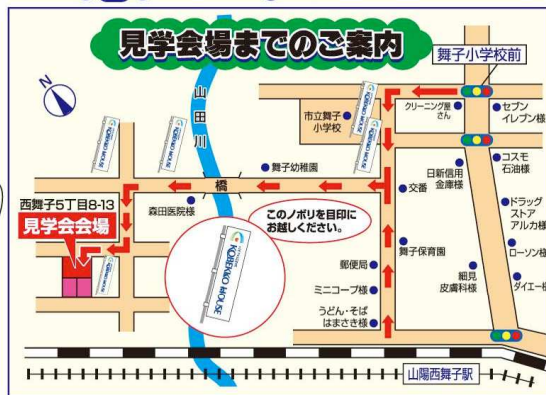 見学会場までのご案内
舞子小学校前
N
山田川
市立舞子
小学校
クリーニング屋
さん
セブン
イレブン様
コスモ
石油様
日新信用
金庫様
舞子幼稚園
交番
橋
西舞子5丁目8-13
見学会会場
森田医院様
このノボリを目印に
お越しください。
ドラッグ
ストア
アルカ様
舞子保育園
ローソン様
郵便局
細見
皮膚科様
ダイエー様
ミニコープ様
うどん・そば
はまさき様
KOBEKKO HOUSE
山陽西舞子駅